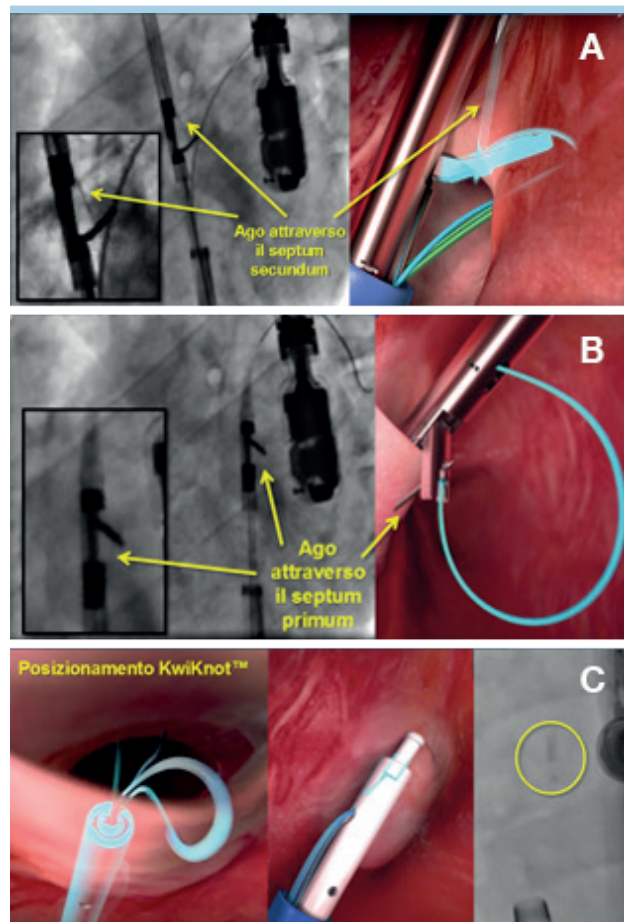 A
Ago attraverso
il septum
secundum
B
Ago
attraverso
il septum
primum
Posizionamento KwiKnot™
C